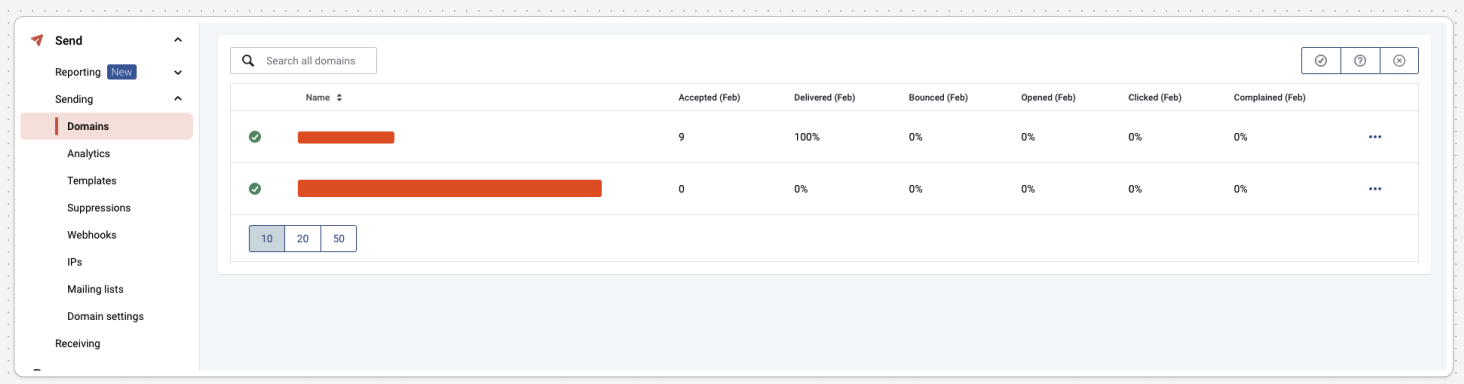 Send
Reporting New
Sending
Domains
Analytics
Templates
Suppressions
Webhooks
IPs
Mailing lists
Domain settings
Receiving
Search all domains
Name Accepted (Feb) Delivered (Feb) Bounced (Feb) Opened (Feb) Clicked (Feb) Complained (Feb)
9 100% 0% 0% 0% 0%
0 0% 0% 0% 0% 0%
10 20 50